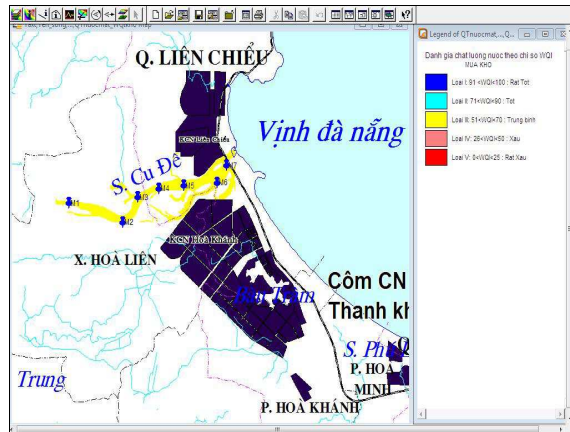 Legend of QTnuocmat_...,Q...
Danh gia chat luong nuoc theo chi so WQI
MUA KHO
Loai I: 91 <WQI<100 : Rat Tot
Loai II: 71<WQI<90 : Tot
Loai III: 51<WQI<70 : Trung binh
Loai IV: 26<WQI<50 : Xau
Loai V: 0<WQI<25 : Rat Xau
Q. LIÊN CHIỂU
KCN Liên Chiểu
Vịnh đà nẵng
S. Cu Đê
M1
M2
M3
M4
M5
M6
M7
KCN Hoà Khánh
X. HOÀ LIÊN
Bàu Tràm
Côm CN
Thanh kh
S. Phú
Trung
P. HOÀ
MINH
P. HOÀ KHÁNH